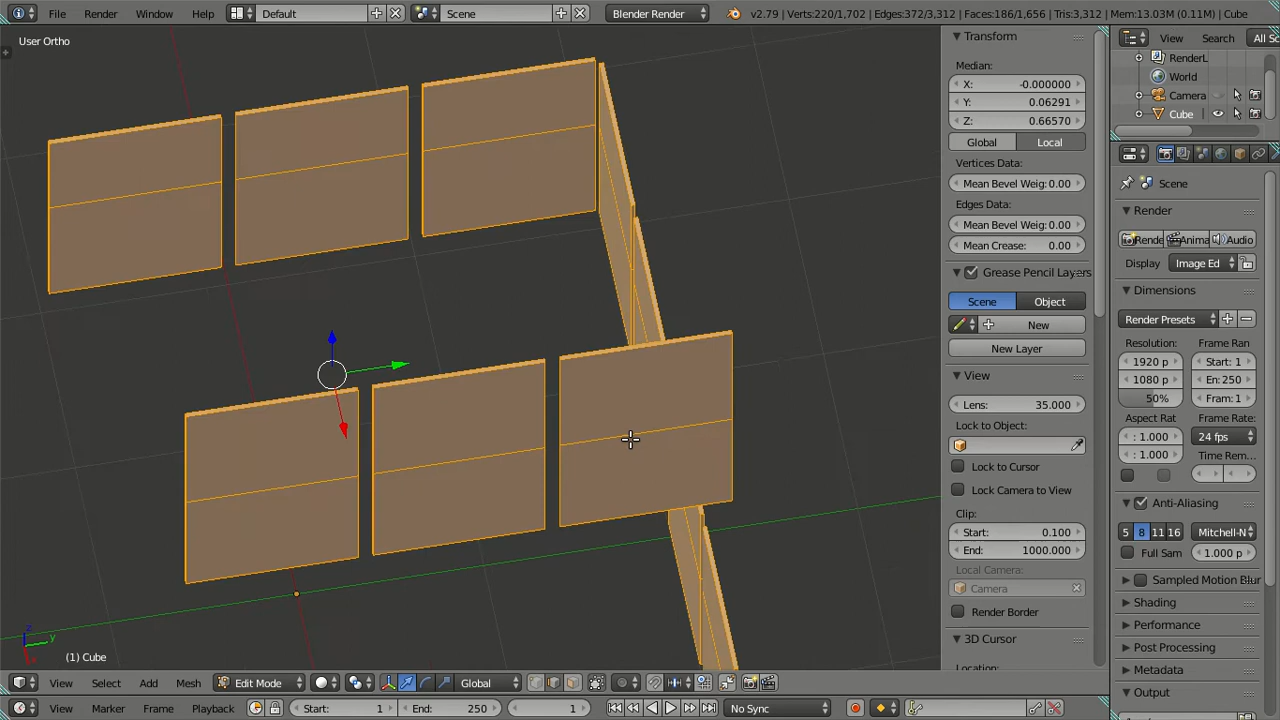 File Render Window Help Default Scene Blender Render v2.79 | Verts:220/1,702 | Edges:372/3,312 | Faces:186/1,656 | Tris:3,312 | Mem:13.03M (0.11M) | Cube
User Ortho
(1) Cube
View Select Add Mesh Edit Mode Global
View Marker Frame Playback Start: 1 End: 250 1 No Sync
Transform
Median:
X: -0.000000
Y: 0.06291
Z: 0.66570
Global Local
Vertices Data:
Mean Bevel Weig: 0.00
Edges Data:
Mean Bevel Weig: 0.00
Mean Crease: 0.00
Grease Pencil Layers
Scene Object
New
New Layer
View
Lens: 35.000
Lock to Object:
Lock to Cursor
Lock Camera to View
Clip:
Start: 0.100
End: 1000.000
Local Camera:
Camera
Render Border
3D Cursor
Location:
View Search All Sc
RenderL
World
Camera
Cube
Scene
Render
Rende Anima Audio
Display Image Ed
Dimensions
Render Presets
Resolution: Frame Ran
1920 p Start: 1
1080 p En: 250
50% Fram: 1
Aspect Rat Frame Rate:
: 1.000 24 fps
: 1.000 Time Rem...
Anti-Aliasing
5 8 11 16 Mitchell-N
Full Sam 1.000 p
Sampled Motion Blur
Shading
Performance
Post Processing
Metadata
Output
z
y
x